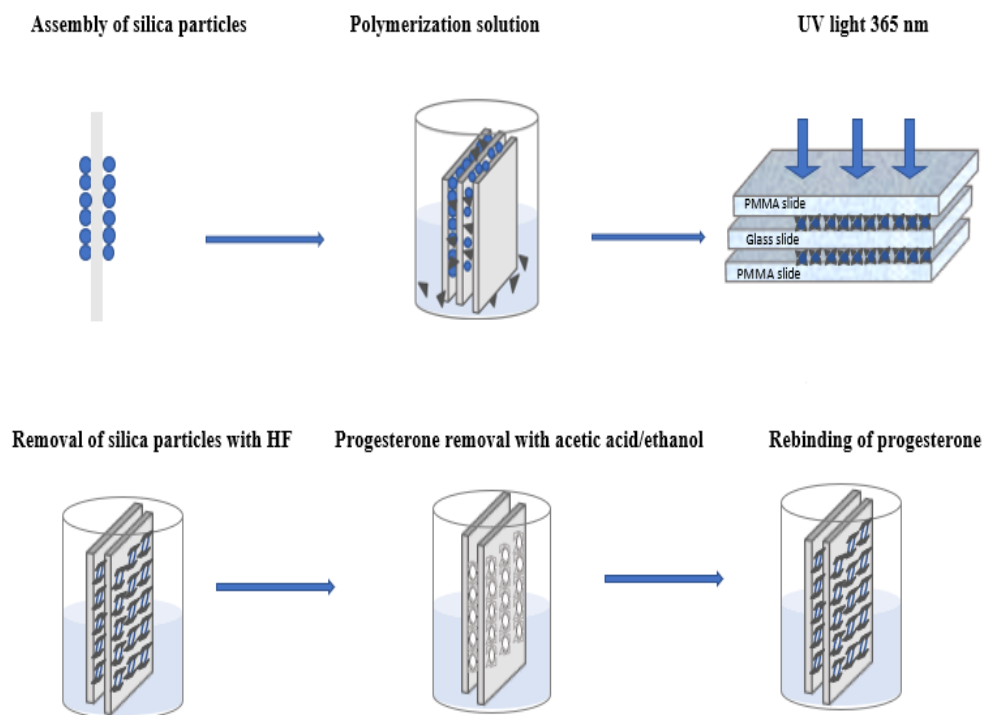 Assembly of silica particles
Polymerization solution
UV light 365 nm
PMMA slide
Glass slide
PMMA slide
Removal of silica particles with HF
Progesterone removal with acetic acid/ethanol
Rebinding of progesterone